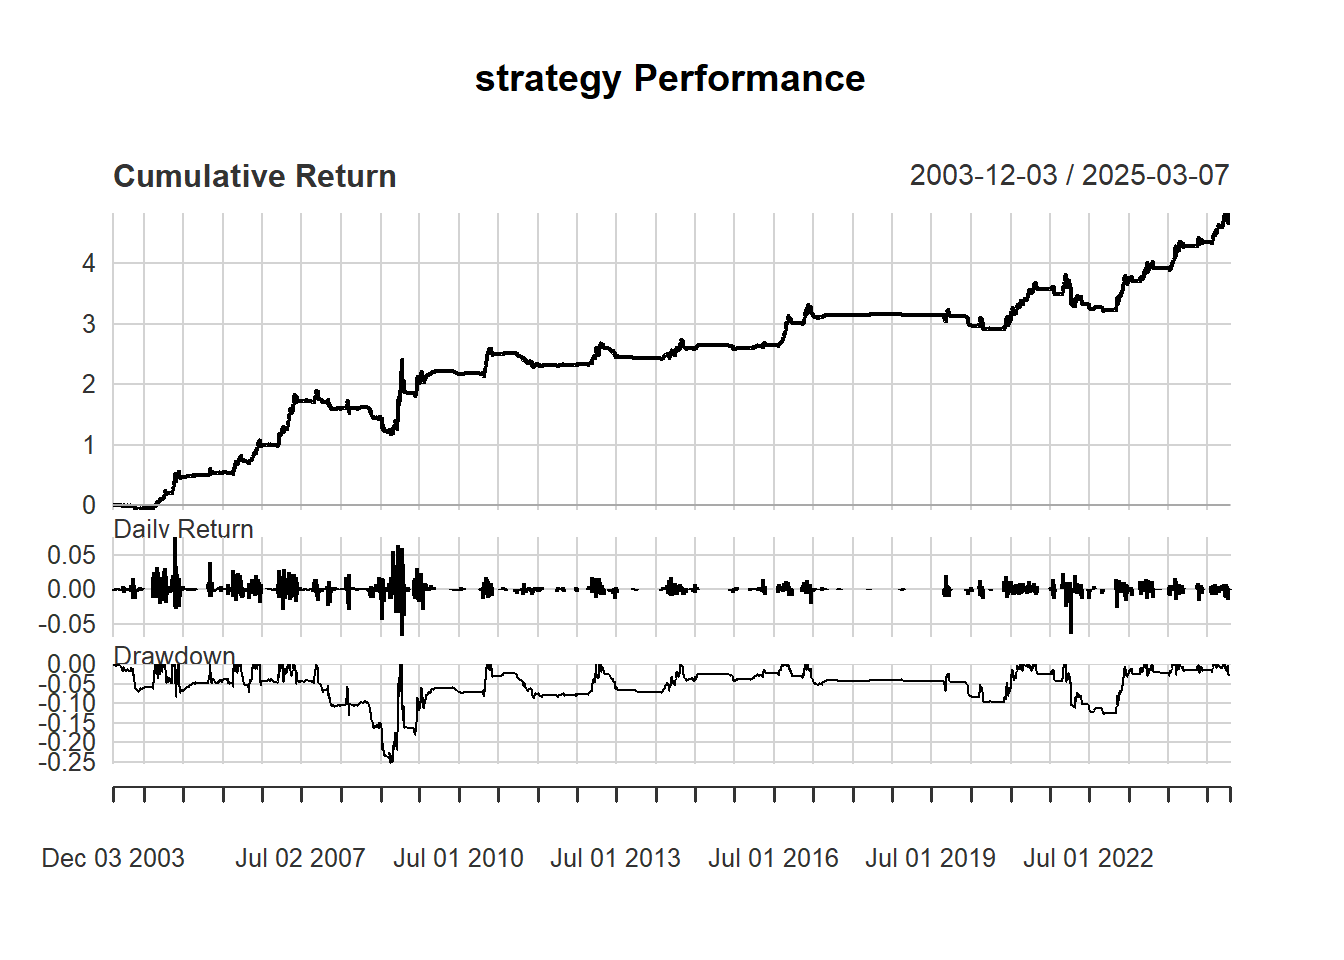 strategy Performance
Cumulative Return 2003-12-03 / 2025-03-07
4
3
2
1
0
Daily Return
0.05
0.00
-0.05
Drawdown
0.00
-0.05
-0.10
-0.15
-0.20
-0.25
Dec 03 2003 Jul 02 2007 Jul 01 2010 Jul 01 2013 Jul 01 2016 Jul 01 2019 Jul 01 2022